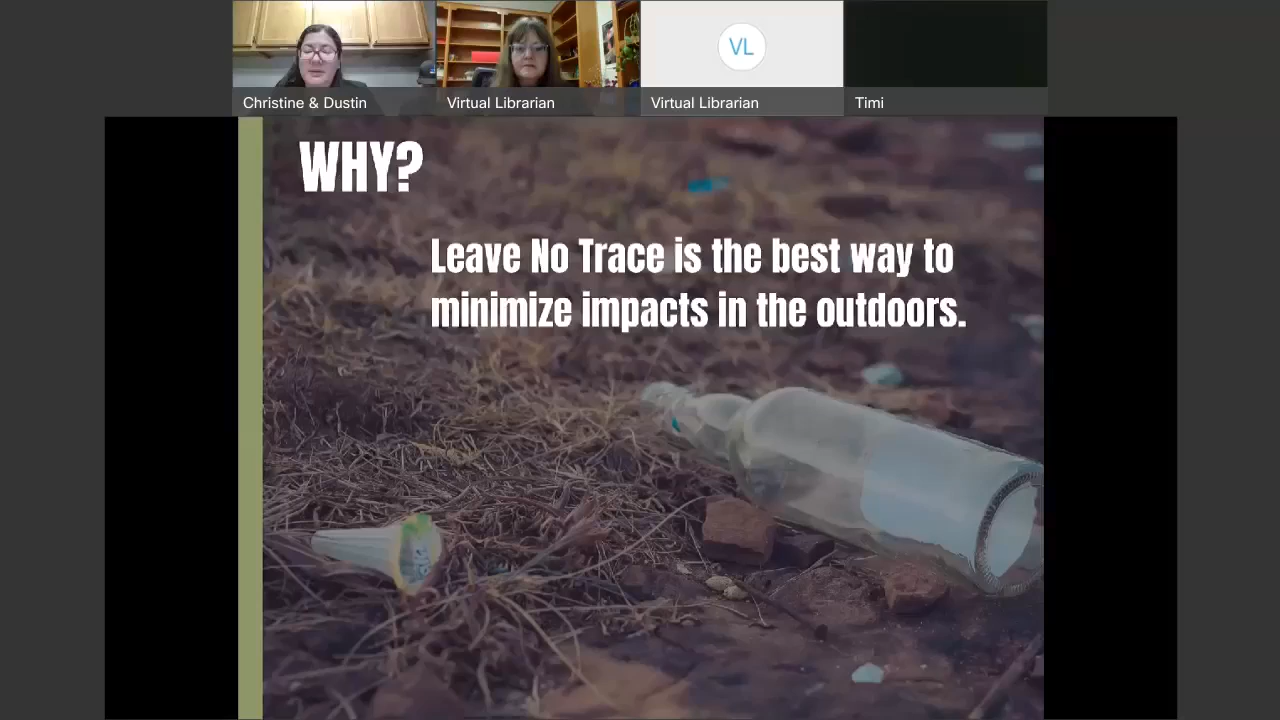 VL
Christine & Dustin
Virtual Librarian
Virtual Librarian
Timi
WHY?
Leave No Trace is the best way to
minimize impacts in the outdoors.